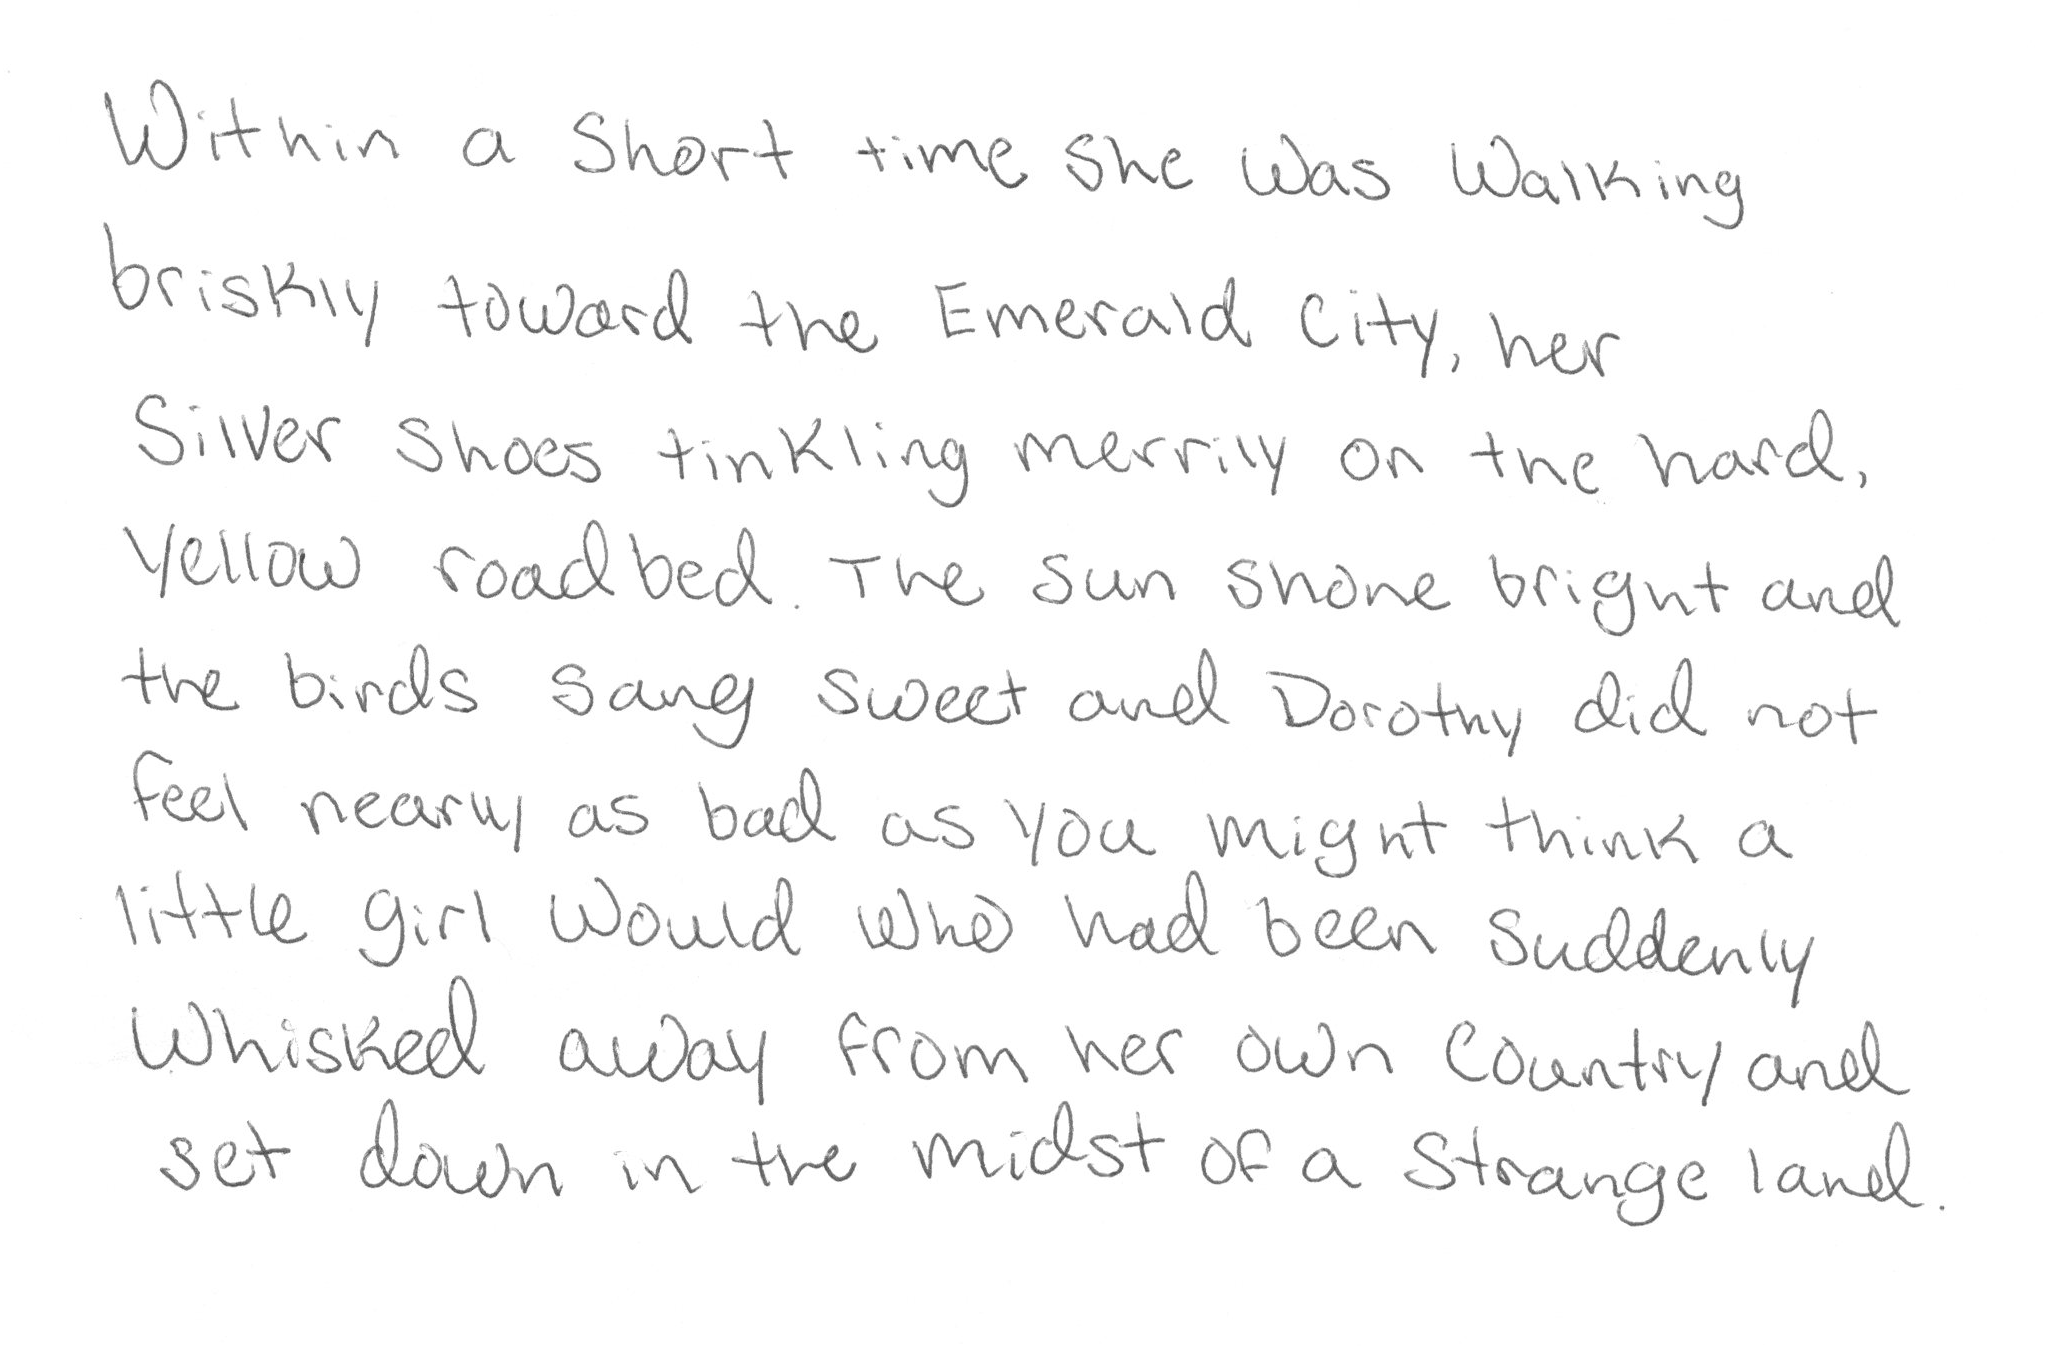 Within a short time she was walking
briskly toward the Emerald City, her
Silver Shoes tinkling merrily on the hard,
yellow roadbed. The sun shone bright and
the birds sang sweet and Dorothy did not
feel nearly as bad as you might think a
little girl would who had been suddenly
whisked away from her own country and
set down in the midst of a strange land.